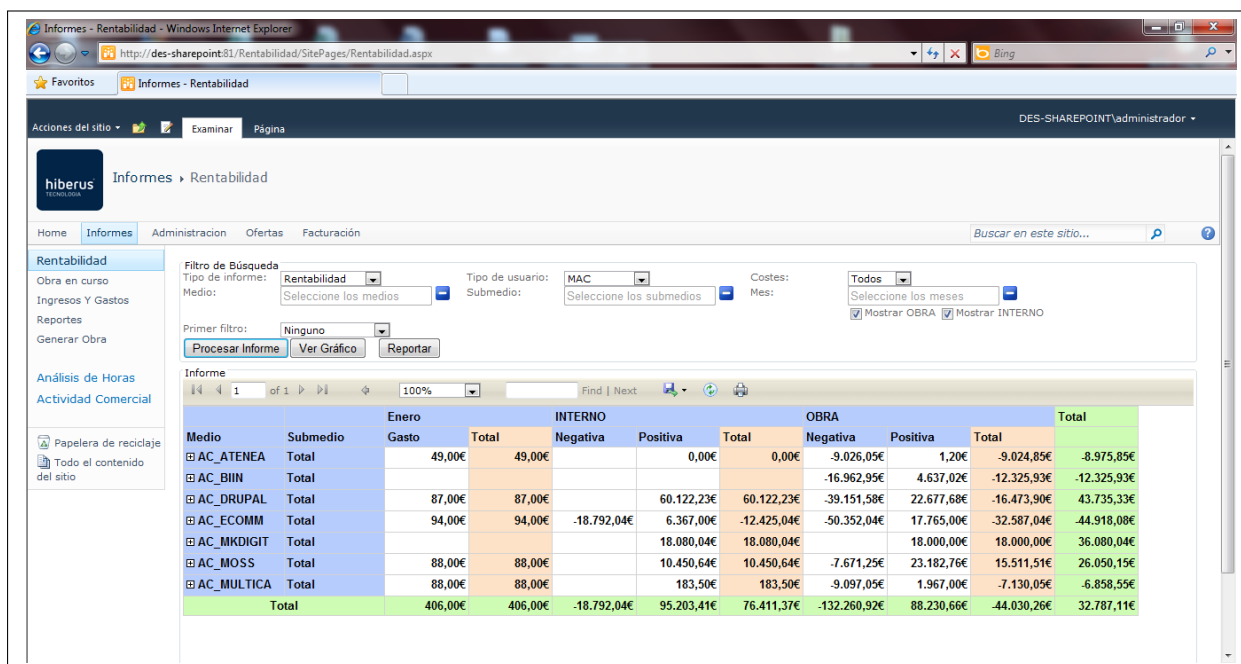 Informes - Rentabilidad - Windows Internet Explorer
http://des-sharepoint:81/Rentabilidad/SitePages/Rentabilidad.aspx
Bing
Favoritos
Informes - Rentabilidad
DES-SHAREPOINT\administrador
Acciones del sitio
Examinar
Página
hiberus
TECNOLOGIA
Informes Rentabilidad
Home Informes Administracion Ofertas Facturación
Buscar en este sitio...
Rentabilidad
Obra en curso
Ingresos Y Gastos
Reportes
Generar Obra
Análisis de Horas
Actividad Comercial
Papelera de reciclaje
Todo el contenido
del sitio
Filtro de Búsqueda
Tipo de informe: Rentabilidad Tipo de usuario: MAC Costes: Todos
Medio: Seleccione los medios Submedio: Seleccione los submedios Mes: Seleccione los meses
Mostrar OBRA Mostrar INTERNO
Primer filtro: Ninguno
Procesar Informe Ver Gráfico Reportar
Informe
1 of 1 100% Find | Next
Enero INTERNO OBRA Total
Medio Submedio Gasto Total Negativa Positiva Total Negativa Positiva Total
AC_ATENEA Total 49,00€ 49,00€ 0,00€ 0,00€ -9.026,05€ 1,20€ -9.024,85€ -8.975,85€
AC_BIIN Total -16.962,95€ 4.637,02€ -12.325,93€ -12.325,93€
AC_DRUPAL Total 87,00€ 87,00€ 60.122,23€ 60.122,23€ -39.151,58€ 22.677,68€ -16.473,90€ 43.735,33€
AC_ECOMM Total 94,00€ 94,00€ -18.792,04€ 6.367,00€ -12.425,04€ -50.352,04€ 17.765,00€ -32.587,04€ -44.918,08€
AC_MKDIGIT Total 18.080,04€ 18.080,04€ 18.000,00€ 18.000,00€ 36.080,04€
AC_MOSS Total 88,00€ 88,00€ 10.450,64€ 10.450,64€ -7.671,25€ 23.182,76€ 15.511,51€ 26.050,15€
AC_MULTICA Total 88,00€ 88,00€ 183,50€ 183,50€ -9.097,05€ 1.967,00€ -7.130,05€ -6.858,55€
Total 406,00€ 406,00€ -18.792,04€ 95.203,41€ 76.411,37€ -132.260,92€ 88.230,66€ -44.030,26€ 32.787,11€